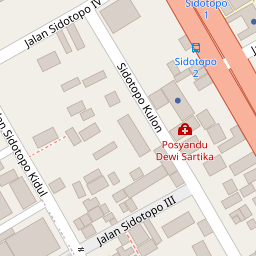 Sidotopo
1
Jalan Sidotopo IV
Sidotopo
2
Sidotopo Kulon
Posyandu
Dewi Sartika
Jalan Sidotopo Kidul
Jalan Sidotopo III